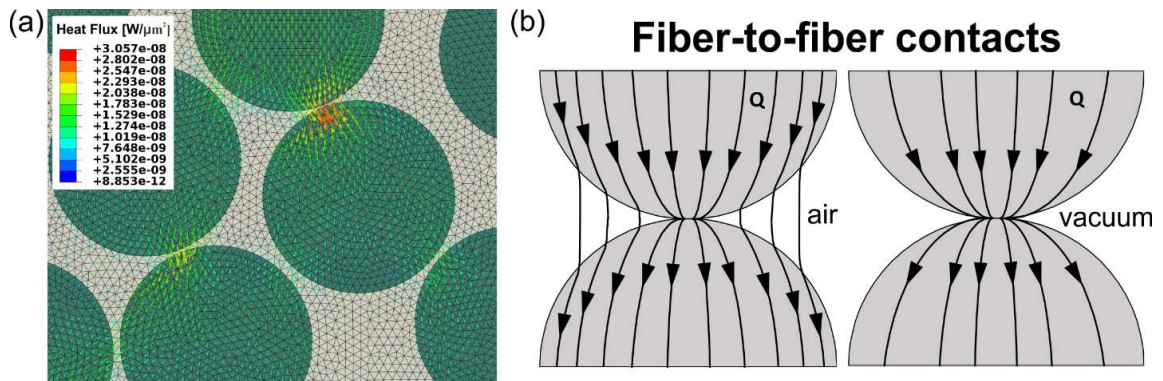 (a)
Heat Flux [W/μm²]
+3.057e-08
+2.802e-08
+2.547e-08
+2.293e-08
+2.038e-08
+1.783e-08
+1.529e-08
+1.274e-08
+1.019e-08
+7.648e-09
+5.102e-09
+2.555e-09
+8.853e-12
(b)
Fiber-to-fiber contacts
Q
Q
air
vacuum